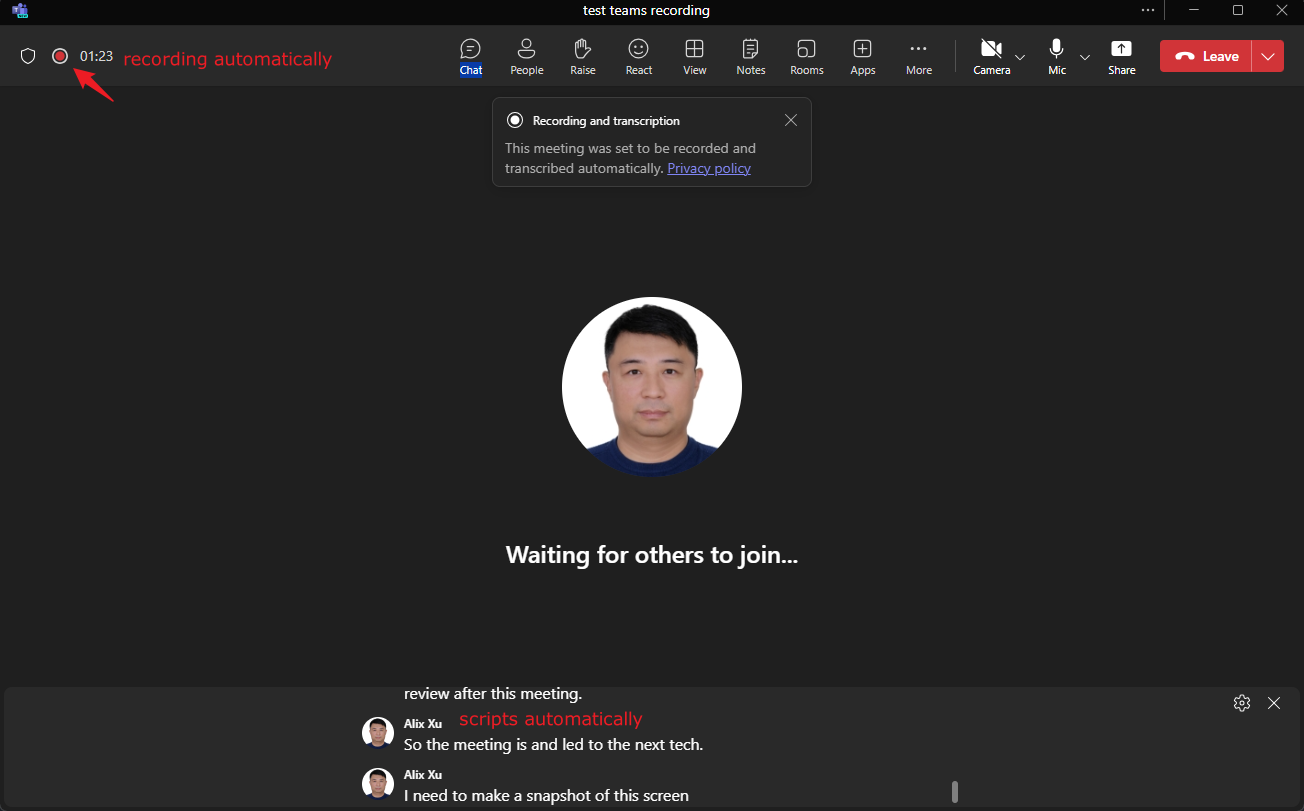 test teams recording
01:23 recording automatically
Chat People Raise React View Notes Rooms Apps More Camera Mic Share Leave
Recording and transcription
This meeting was set to be recorded and
transcribed automatically. Privacy policy
Waiting for others to join...
review after this meeting.
Alix Xu scripts automatically
So the meeting is and led to the next tech.
Alix Xu
I need to make a snapshot of this screen